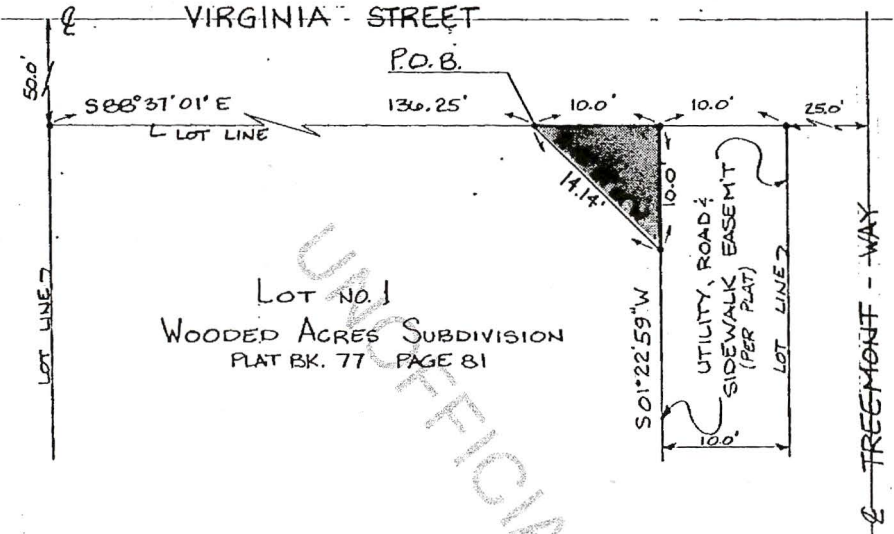 ℄ VIRGINIA - STREET
50.0'
P.O.B.
S88°37'01" E
136.25'
10.0'
10.0'
25.0'
LOT LINE
14.14'
10.0
LOT NO. 1
WOODED ACRES SUBDIVISION
PLAT BK. 77 PAGE 81
LOT LINE
S01°22'59"W
UTILITY, ROAD &
SIDEWALK EASEM'T
(PER PLAT)
LOT LINE
10.0'
℄ TREEMONT - WAY
UNOFFICIA